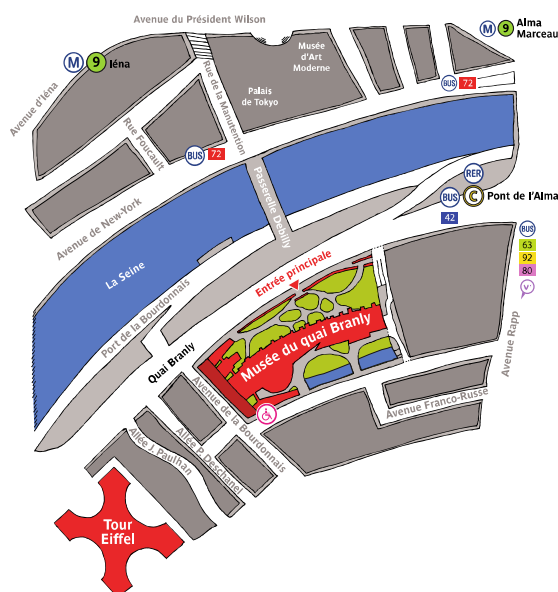 Avenue du Président Wilson
M 9 Alma
Marceau
M 9 Iéna
Musée
d'Art
Moderne
Palais
de Tokyo
Avenue d'Iéna
Rue de la Manutention
Rue Foucault
BUS 72
BUS 72
RER
C Pont de l'Alma
BUS
42
Avenue de New-York
Passerelle Debilly
La Seine
BUS
63
92
80
V
Entrée principale
Port de la Bourdonnais
Musée du quai Branly
Quai Branly
Avenue Rapp
Avenue de la Bourdonnais
Avenue Franco-Russe
Allée P. Deschanel
Allée J. Paulhan
Tour
Eiffel